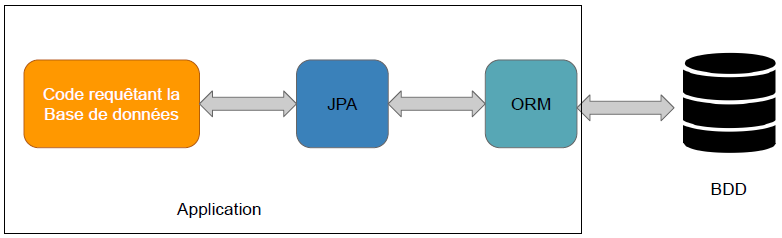 Code requêtant la
Base de données
JPA
ORM
BDD
Application